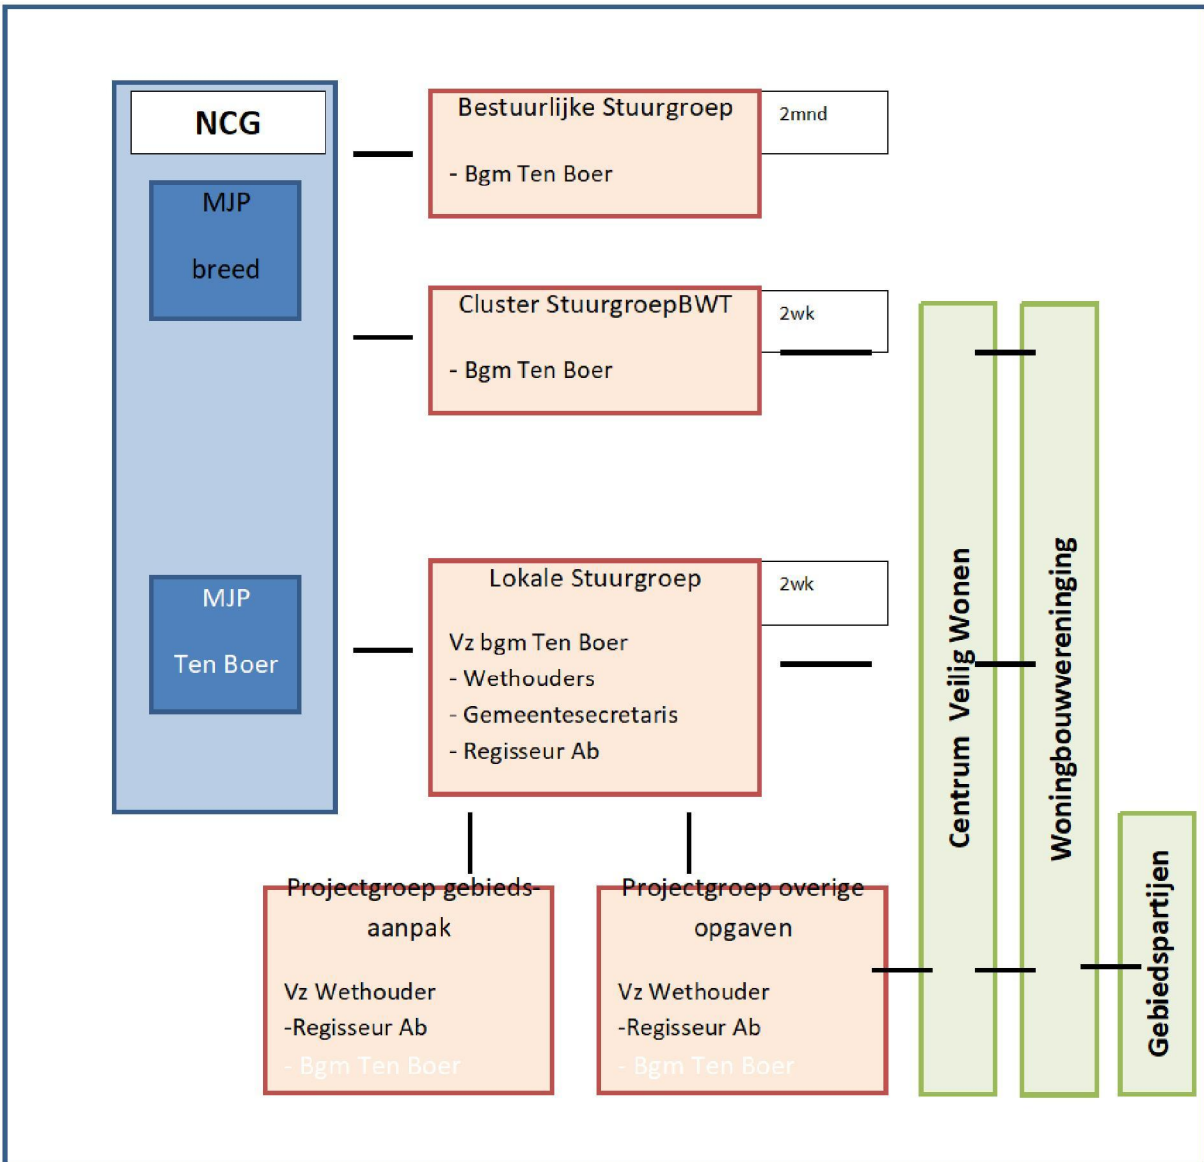 NCG
MJP
breed
MJP
Ten Boer
Bestuurlijke Stuurgroep
- Bgm Ten Boer
2mnd
Cluster StuurgroepBWT
- Bgm Ten Boer
2wk
Lokale Stuurgroep
Vz bgm Ten Boer
- Wethouders
- Gemeentesecretaris
- Regisseur Ab
2wk
Projectgroep gebieds-
aanpak
Vz Wethouder
-Regisseur Ab
- Bgm Ten Boer
Projectgroep overige
opgaven
Vz Wethouder
-Regisseur Ab
- Bgm Ten Boer
Centrum Veilig Wonen
Woningbouwvereninging
Gebiedspartijen